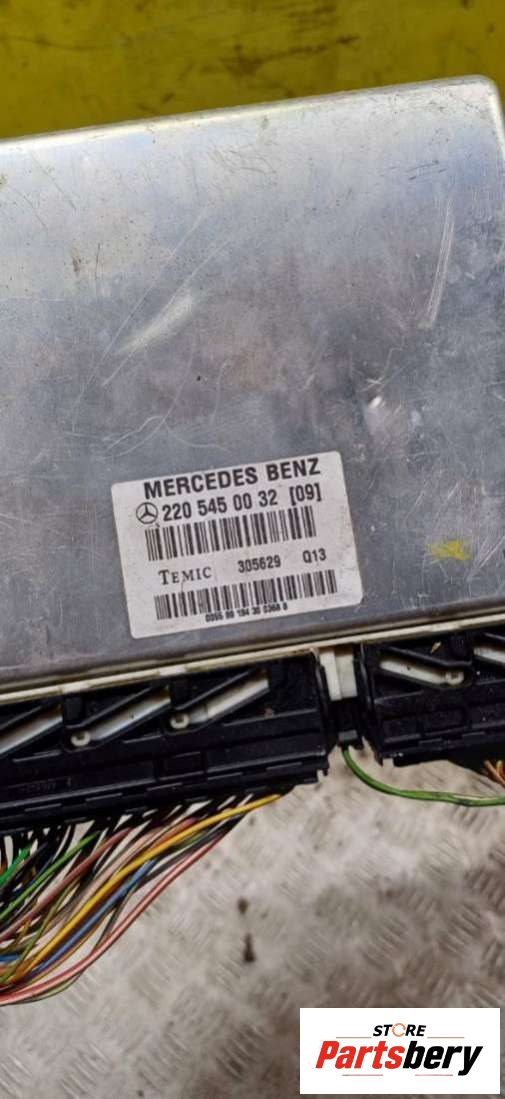 MERCEDES BENZ
220 545 00 32 [09]
TEMIC 305629 Q13
STORE
Partsbery